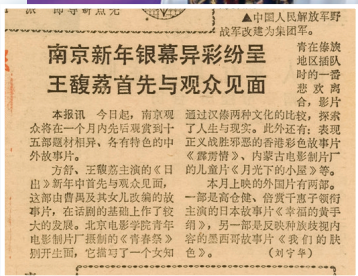 ▲中国人民解放军野
战军改建为集团军。
南京新年银幕异彩纷呈
王馥荔首先与观众见面
本报讯 今日起,南京观
众将在一个月内先后观赏到十
五部题材相异、各有特色的中
外故事片。
方舒、王馥荔主演的《日
出》新年中首先与观众见面,
这部由曹禺及其女儿改编的故
事片,在话剧的基础上作了较
大的发展。北京电影学院青年
电影制片厂摄制的《青春祭》
别开生面,它描写了一个女知
青在傣族
地区插队
时的一番
悲欢离
合,影片
通过汉傣两种文化的比较,探索
了人生与现实。此外还有:表现
正义战胜邪恶的香港彩色故事片
《霹雳情》、内蒙古电影制片厂
的儿童片《月光下的小屋》等。
本月上映的外国片有两部。
一部是高仓健、倍赏千惠子领衔
主演的日本故事片《幸福的黄手
绢》,另一部是反映种族歧视内
容的墨西哥故事片《我们的肤
色》。 (刘宁华)